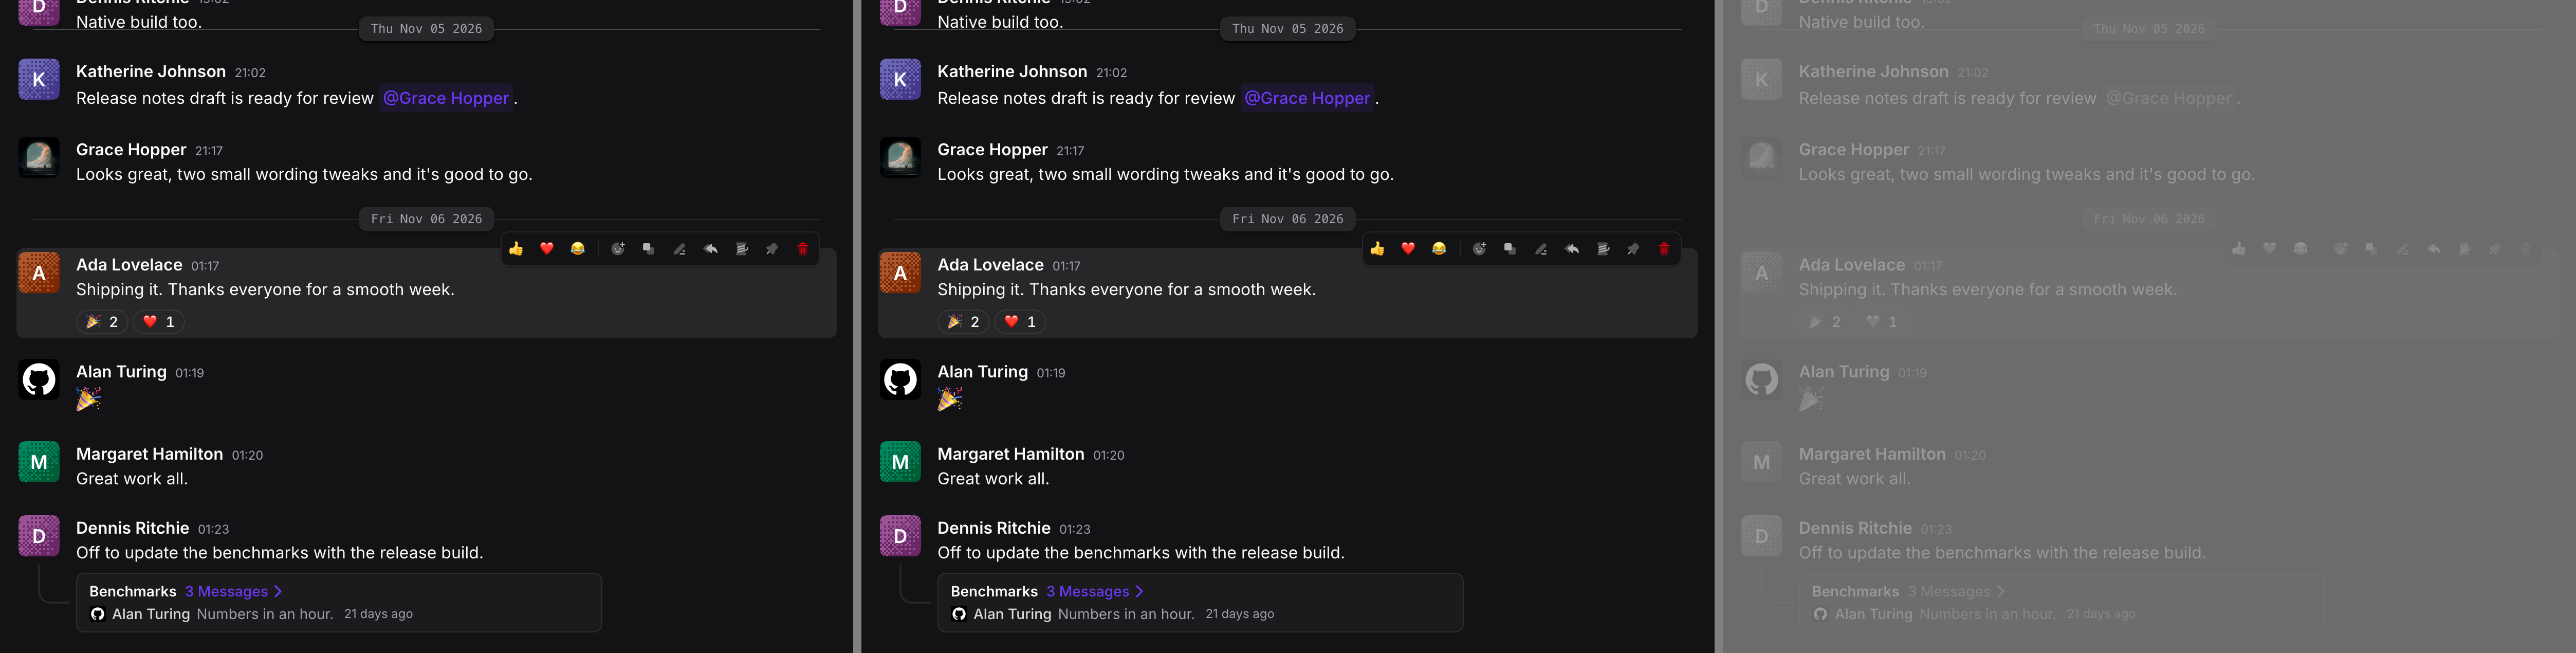 Dennis Ritchie 19:02
D
Native build too.
Thu Nov 05 2026
K
Katherine Johnson 21:02
Release notes draft is ready for review @Grace Hopper .
Grace Hopper 21:17
Looks great, two small wording tweaks and it's good to go.
Fri Nov 06 2026
A
Ada Lovelace 01:17
Shipping it. Thanks everyone for a smooth week.
🎉 2 ❤️ 1
Alan Turing 01:19
🎉
M
Margaret Hamilton 01:20
Great work all.
D
Dennis Ritchie 01:23
Off to update the benchmarks with the release build.
Benchmarks 3 Messages >
Alan Turing Numbers in an hour. 21 days ago
Dennis Ritchie 19:02
D
Native build too.
Thu Nov 05 2026
K
Katherine Johnson 21:02
Release notes draft is ready for review @Grace Hopper .
Grace Hopper 21:17
Looks great, two small wording tweaks and it's good to go.
Fri Nov 06 2026
A
Ada Lovelace 01:17
Shipping it. Thanks everyone for a smooth week.
🎉 2 ❤️ 1
Alan Turing 01:19
🎉
M
Margaret Hamilton 01:20
Great work all.
D
Dennis Ritchie 01:23
Off to update the benchmarks with the release build.
Benchmarks 3 Messages >
Alan Turing Numbers in an hour. 21 days ago
Dennis Ritchie 19:02
D
Native build too.
Thu Nov 05 2026
K
Katherine Johnson 21:02
Release notes draft is ready for review @Grace Hopper .
Grace Hopper 21:17
Looks great, two small wording tweaks and it's good to go.
Fri Nov 06 2026
A
Ada Lovelace 01:17
Shipping it. Thanks everyone for a smooth week.
🎉 2 ❤️ 1
Alan Turing 01:19
🎉
M
Margaret Hamilton 01:20
Great work all.
D
Dennis Ritchie 01:23
Off to update the benchmarks with the release build.
Benchmarks 3 Messages >
Alan Turing Numbers in an hour. 21 days ago